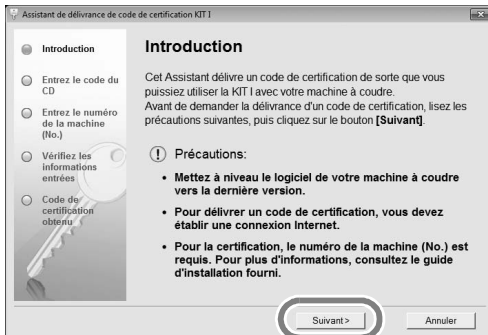 Assistant de délivrance de code de certification KIT I
Introduction
Entrez le code du
CD
Entrez le numéro
de la machine
(No.)
Vérifiez les
informations
entrées
Code de
certification
obtenu
Introduction
Cet Assistant délivre un code de certification de sorte que vous
puissiez utiliser la KIT I avec votre machine à coudre.
Avant de demander la délivrance d'un code de certification, lisez les
précautions suivantes, puis cliquez sur le bouton [Suivant].
Précautions:
• Mettez à niveau le logiciel de votre machine à coudre
vers la dernière version.
• Pour délivrer un code de certification, vous devez
établir une connexion Internet.
• Pour la certification, le numéro de la machine (No.) est
requis. Pour plus d'informations, consultez le guide
d'installation fourni.
Suivant >
Annuler